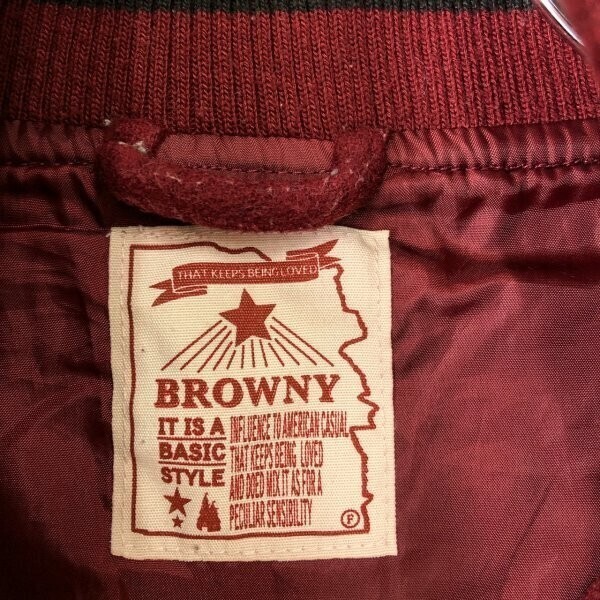 THAT KEEPS BEING LOVED
BROWNY
IT IS A
BASIC
STYLE
INFLUENCE TO AMERICAN CASUAL
THAT KEEPS BEING LOVED
AND DRED MIX IT AS FOR A
PECULIAR SENSIBILITY
F